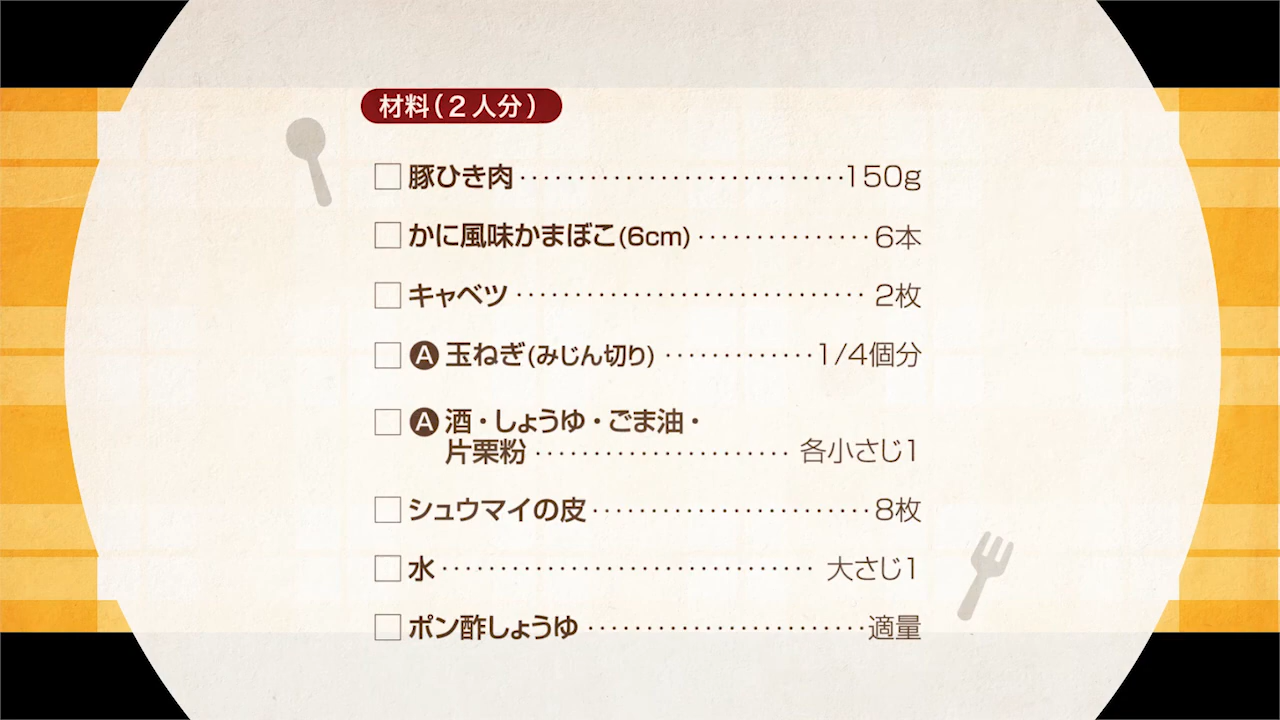 材料(2人分)
□豚ひき肉…………………………150g
□かに風味かまぼこ(6cm)……………6本
□キャベツ……………………………2枚
□Ⓐ玉ねぎ(みじん切り)……………1/4個分
□Ⓐ酒・しょうゆ・ごま油・
片栗粉……………………各小さじ1
□シュウマイの皮………………………8枚
□水………………………………大さじ1
□ポン酢しょうゆ………………………適量